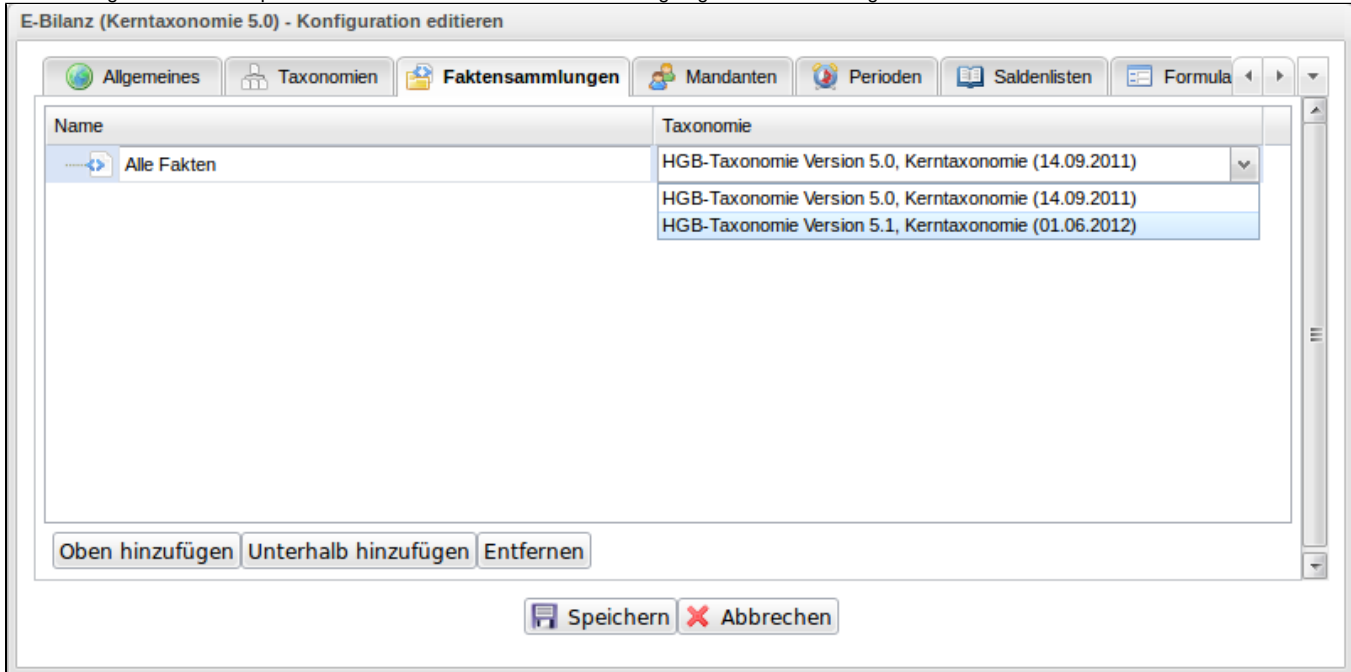 E-Bilanz (Kerntaxonomie 5.0) - Konfiguration editieren
Allgemeines Taxonomien Faktensammlungen Mandanten Perioden Saldenlisten Formula
Name Taxonomie
Alle Fakten HGB-Taxonomie Version 5.0, Kerntaxonomie (14.09.2011)
HGB-Taxonomie Version 5.0, Kerntaxonomie (14.09.2011)
HGB-Taxonomie Version 5.1, Kerntaxonomie (01.06.2012)
Oben hinzufügen Unterhalb hinzufügen Entfernen
Speichern Abbrechen